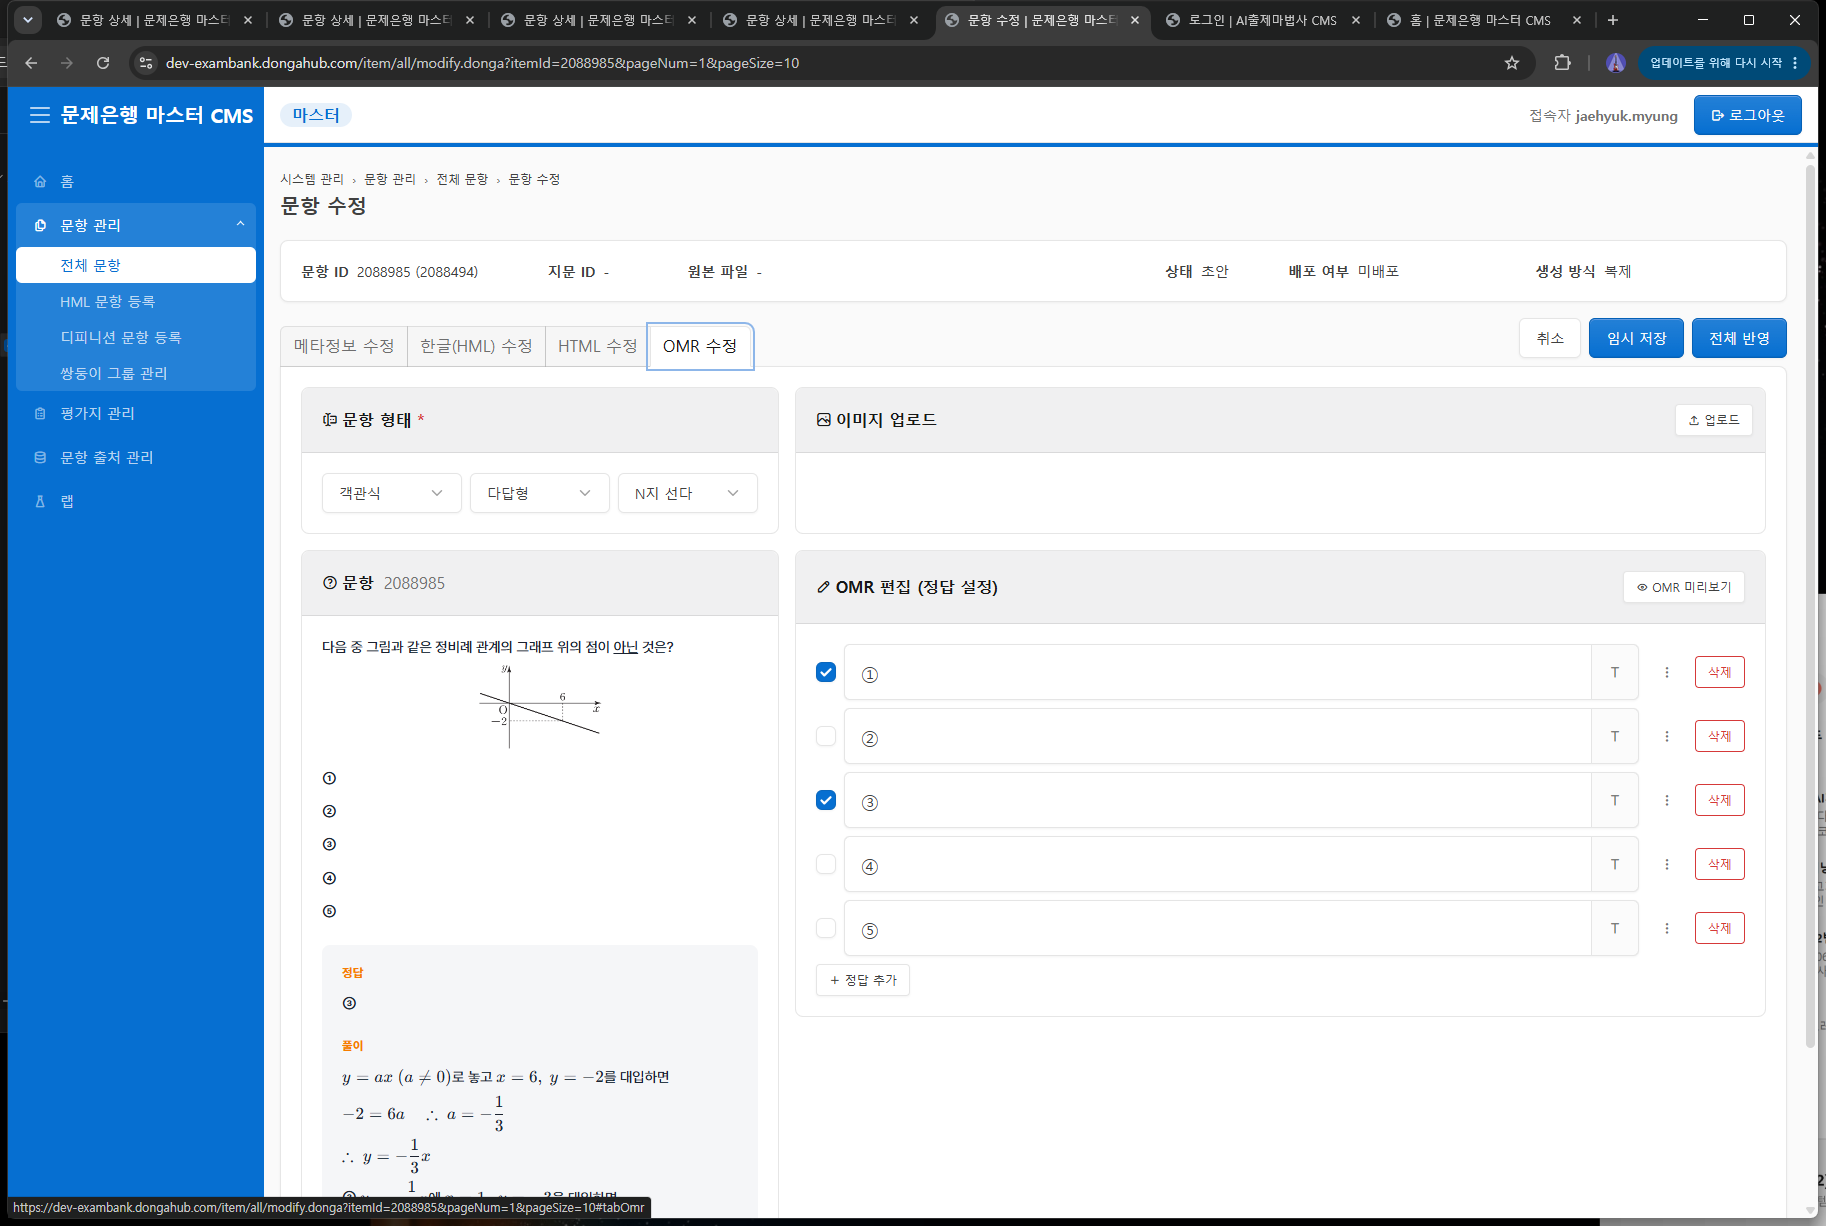 문항 상세 | 문제은행 마스터
문항 상세 | 문제은행 마스터
문항 상세 | 문제은행 마스터
문항 상세 | 문제은행 마스터
문항 수정 | 문제은행 마스터
로그인 | AI출제마법사 CMS
홈 | 문제은행 마스터 CMS
dev-exambank.dongahub.com/item/all/modify.donga?itemId=2088985&pageNum=1&pageSize=10
업데이트를 위해 다시 시작
문제은행 마스터 CMS
마스터
접속자 jaehyuk.myung
로그아웃
홈
문항 관리
전체 문항
HML 문항 등록
디피니션 문항 등록
쌍둥이 그룹 관리
평가지 관리
문항 출처 관리
랩
시스템 관리 › 문항 관리 › 전체 문항 › 문항 수정
문항 수정
문항 ID 2088985 (2088494)
지문 ID -
원본 파일 -
상태 초안
배포 여부 미배포
생성 방식 복제
메타정보 수정
한글(HML) 수정
HTML 수정
OMR 수정
취소
임시 저장
전체 반영
문항 형태 *
객관식
다답형
N지 선다
이미지 업로드
업로드
문항 2088985
다음 중 그림과 같은 정비례 관계의 그래프 위의 점이 아닌 것은?
y
6
O
x
−2
①
②
③
④
⑤
정답
③
풀이
y = ax (a ≠ 0)로 놓고 x = 6, y = −2를 대입하면
−2 = 6a ∴ a = −1/3
∴ y = −1/3x
OMR 편집 (정답 설정)
OMR 미리보기
① T 삭제
② T 삭제
③ T 삭제
④ T 삭제
⑤ T 삭제
+ 정답 추가
https://dev-exambank.dongahub.com/item/all/modify.donga?itemId=2088985&pageNum=1&pageSize=10#tabOmr